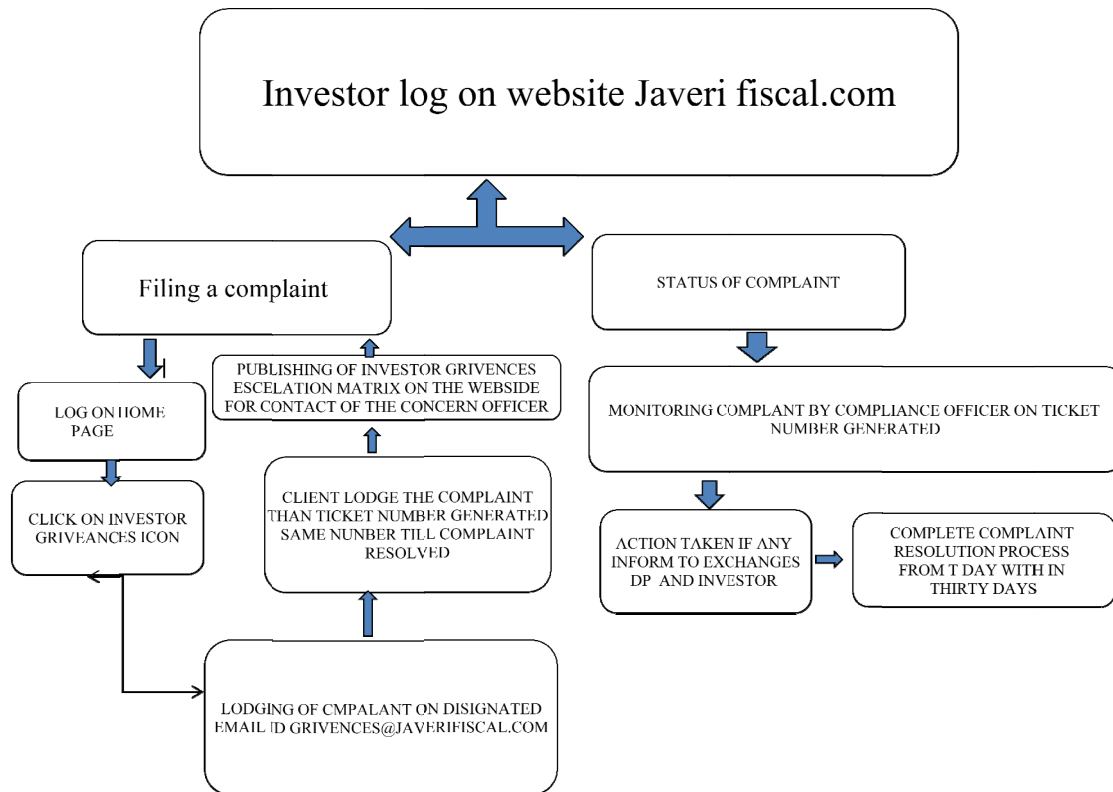 Investor log on website Javeri fiscal.com
Filing a complaint
STATUS OF COMPLAINT
PUBLISHING OF INVESTOR GRIVENCES
ESCELATION MATRIX ON THE WEBSIDE
FOR CONTACT OF THE CONCERN OFFICER
LOG ON HOME
PAGE
MONITORING COMPLANT BY COMPLIANCE OFFICER ON TICKET
NUMBER GENERATED
CLICK ON INVESTOR
GRIVEANCES ICON
CLIENT LODGE THE COMPLAINT
THAN TICKET NUMBER GENERATED
SAME NUNBER TILL COMPLAINT
RESOLVED
ACTION TAKEN IF ANY
INFORM TO EXCHANGES
DP AND INVESTOR
COMPLETE COMPLAINT
RESOLUTION PROCESS
FROM T DAY WITH IN
THIRTY DAYS
LODGING OF CMPALANT ON DISIGNATED
EMAIL ID GRIVENCES@JAVERIFISCAL.COM